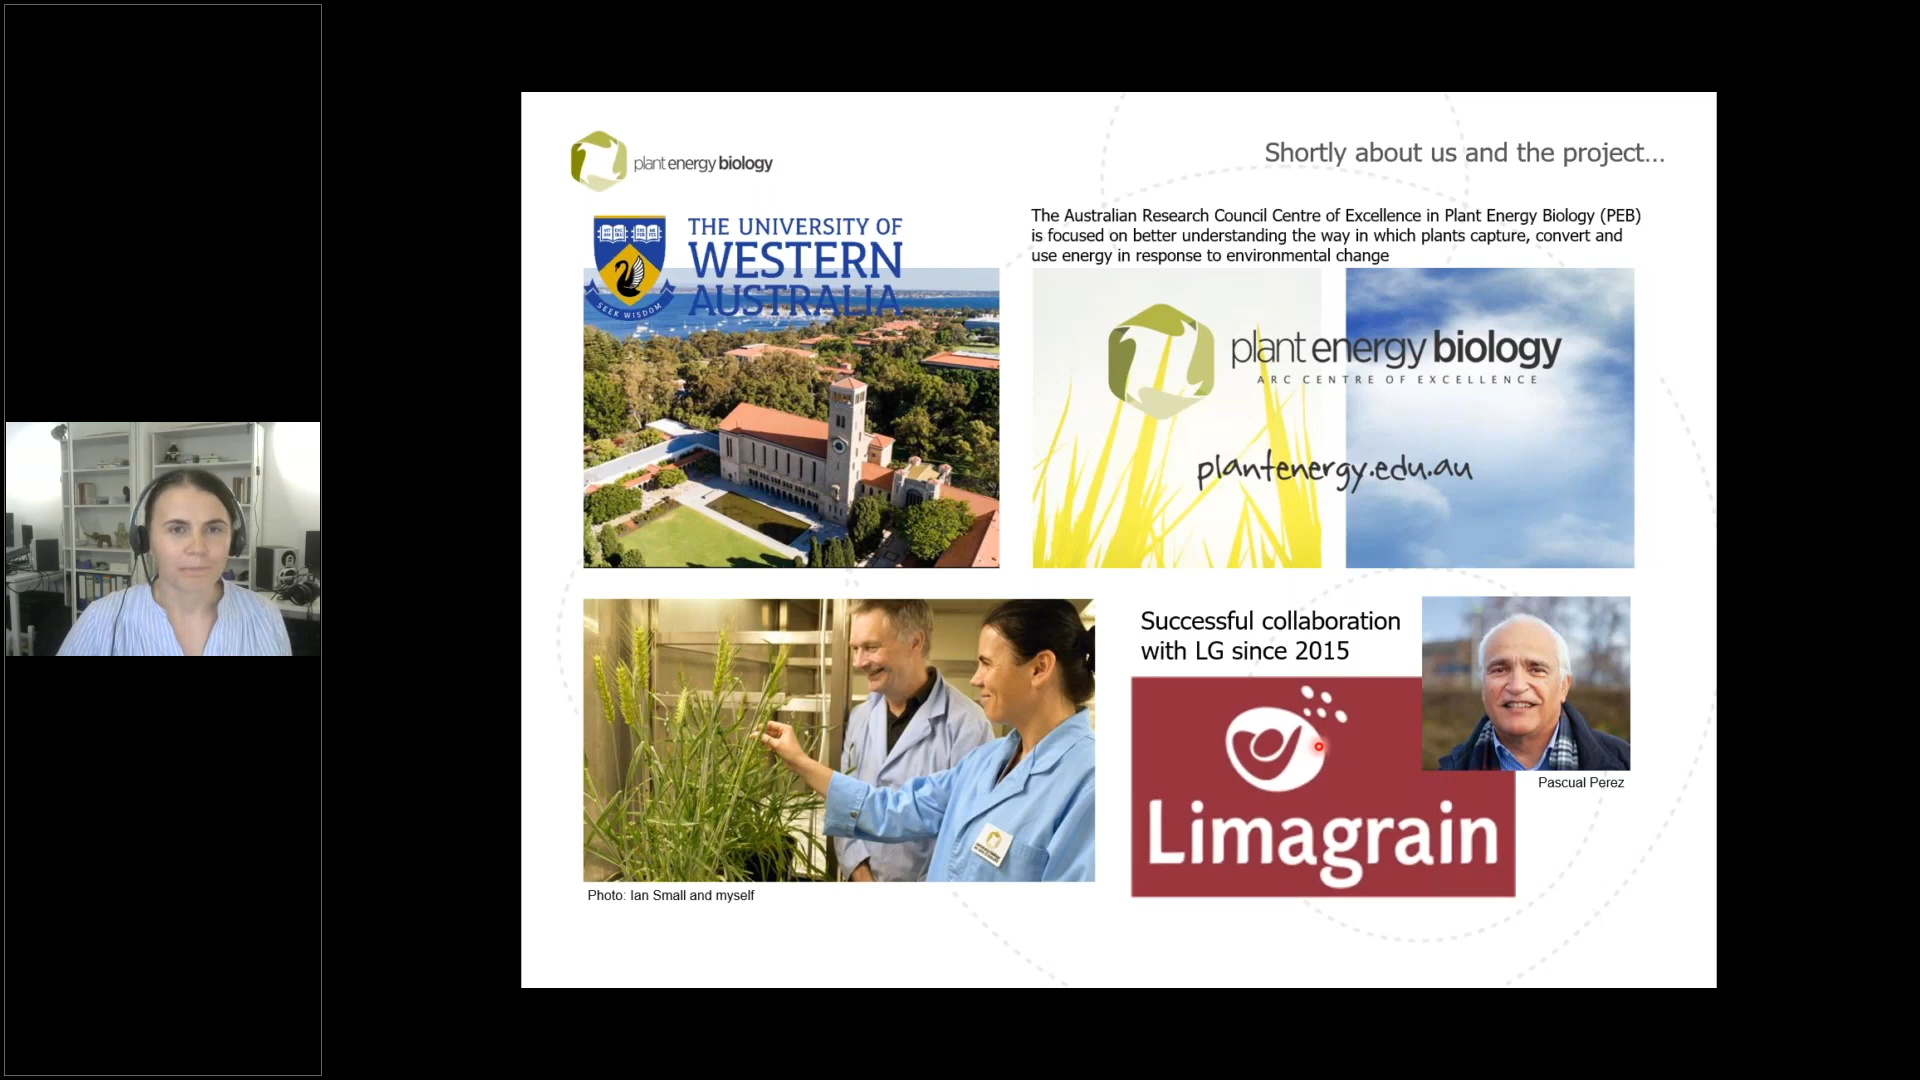 plant energy biology
Shortly about us and the project...
THE UNIVERSITY OF
WESTERN
AUSTRALIA
SEEK WISDOM
The Australian Research Council Centre of Excellence in Plant Energy Biology (PEB)
is focused on better understanding the way in which plants capture, convert and
use energy in response to environmental change
plant energy biology
ARC CENTRE OF EXCELLENCE
plantenergy.edu.au
Successful collaboration
with LG since 2015
Limagrain
Pascual Perez
Photo: Ian Small and myself